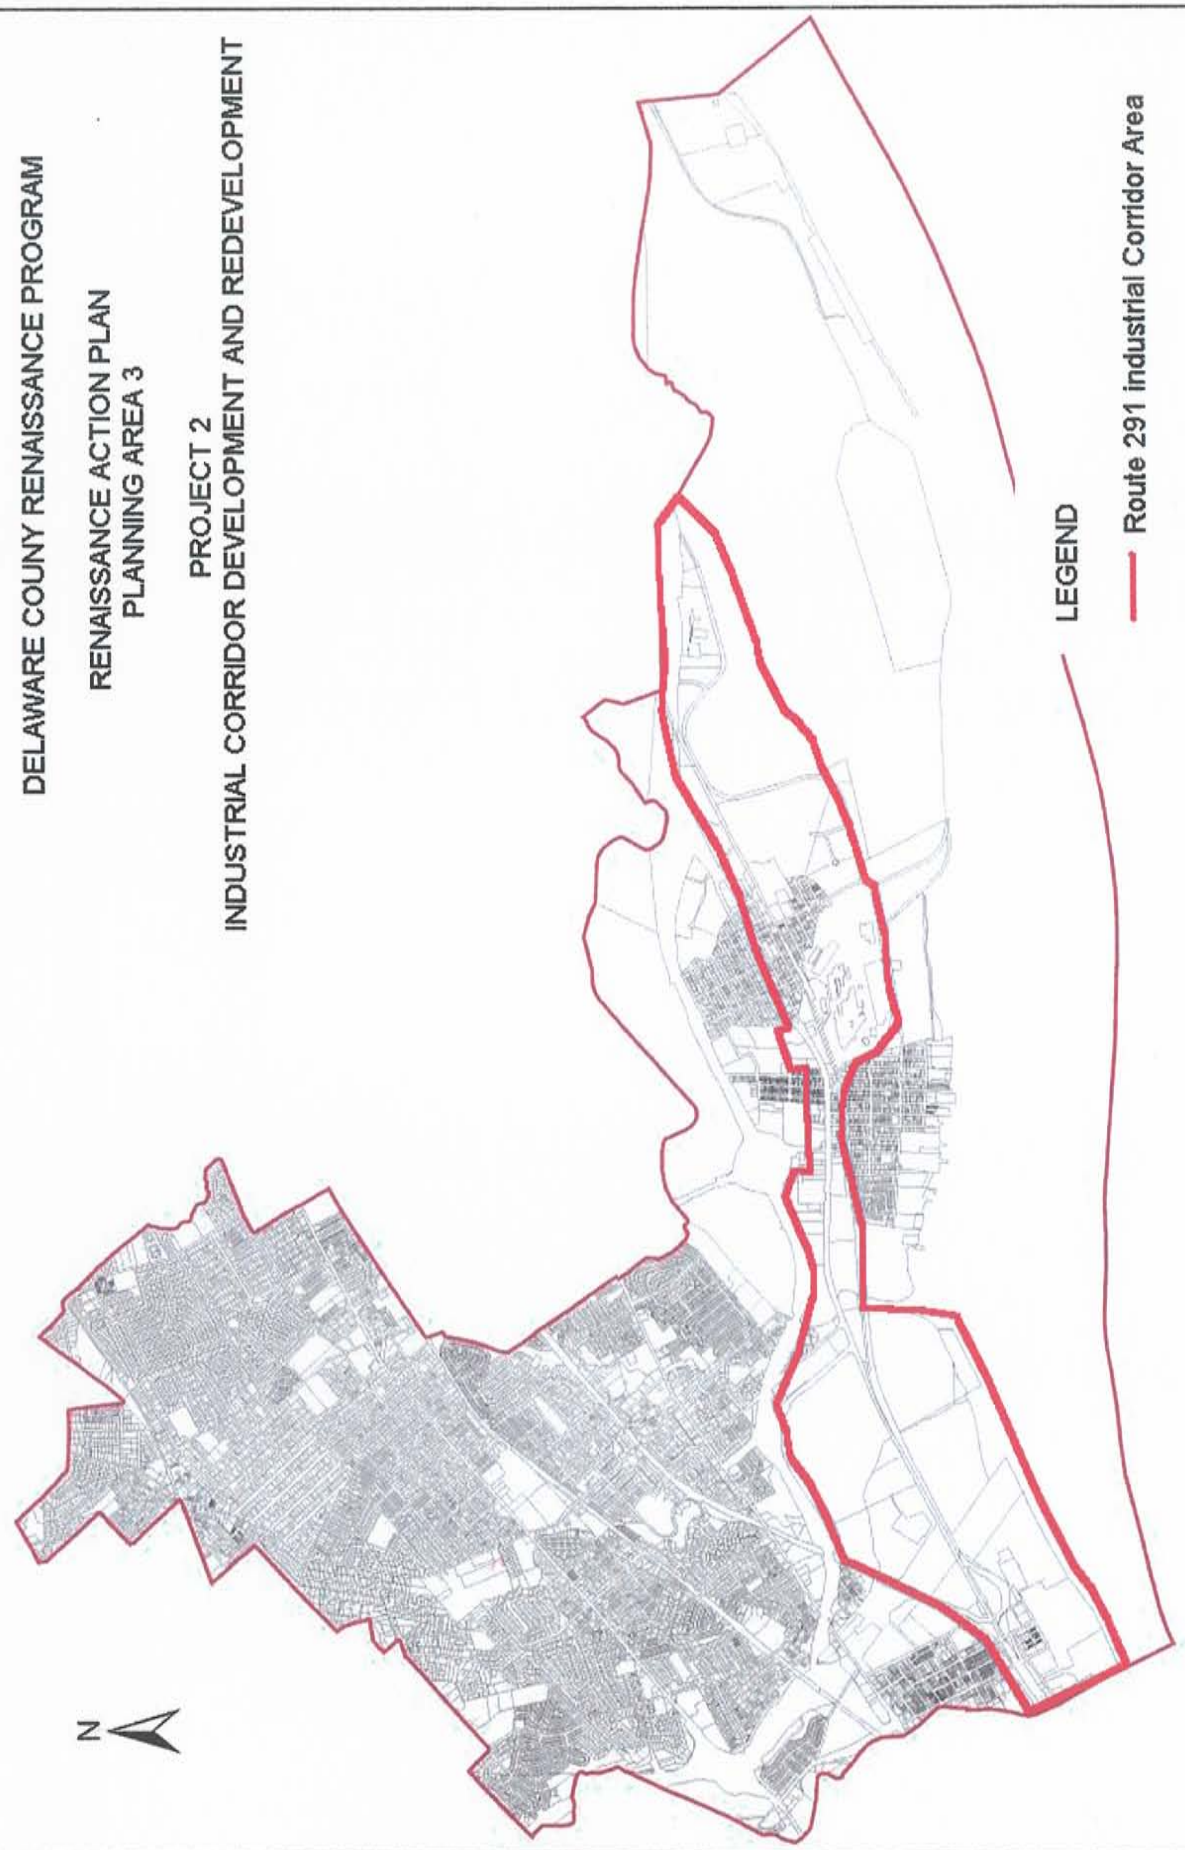 DELAWARE COUNY RENAISSANCE PROGRAM
RENAISSANCE ACTION PLAN
PLANNING AREA 3
PROJECT 2
INDUSTRIAL CORRIDOR DEVELOPMENT AND REDEVELOPMENT
N
LEGEND
Route 291 industrial Corridor Area